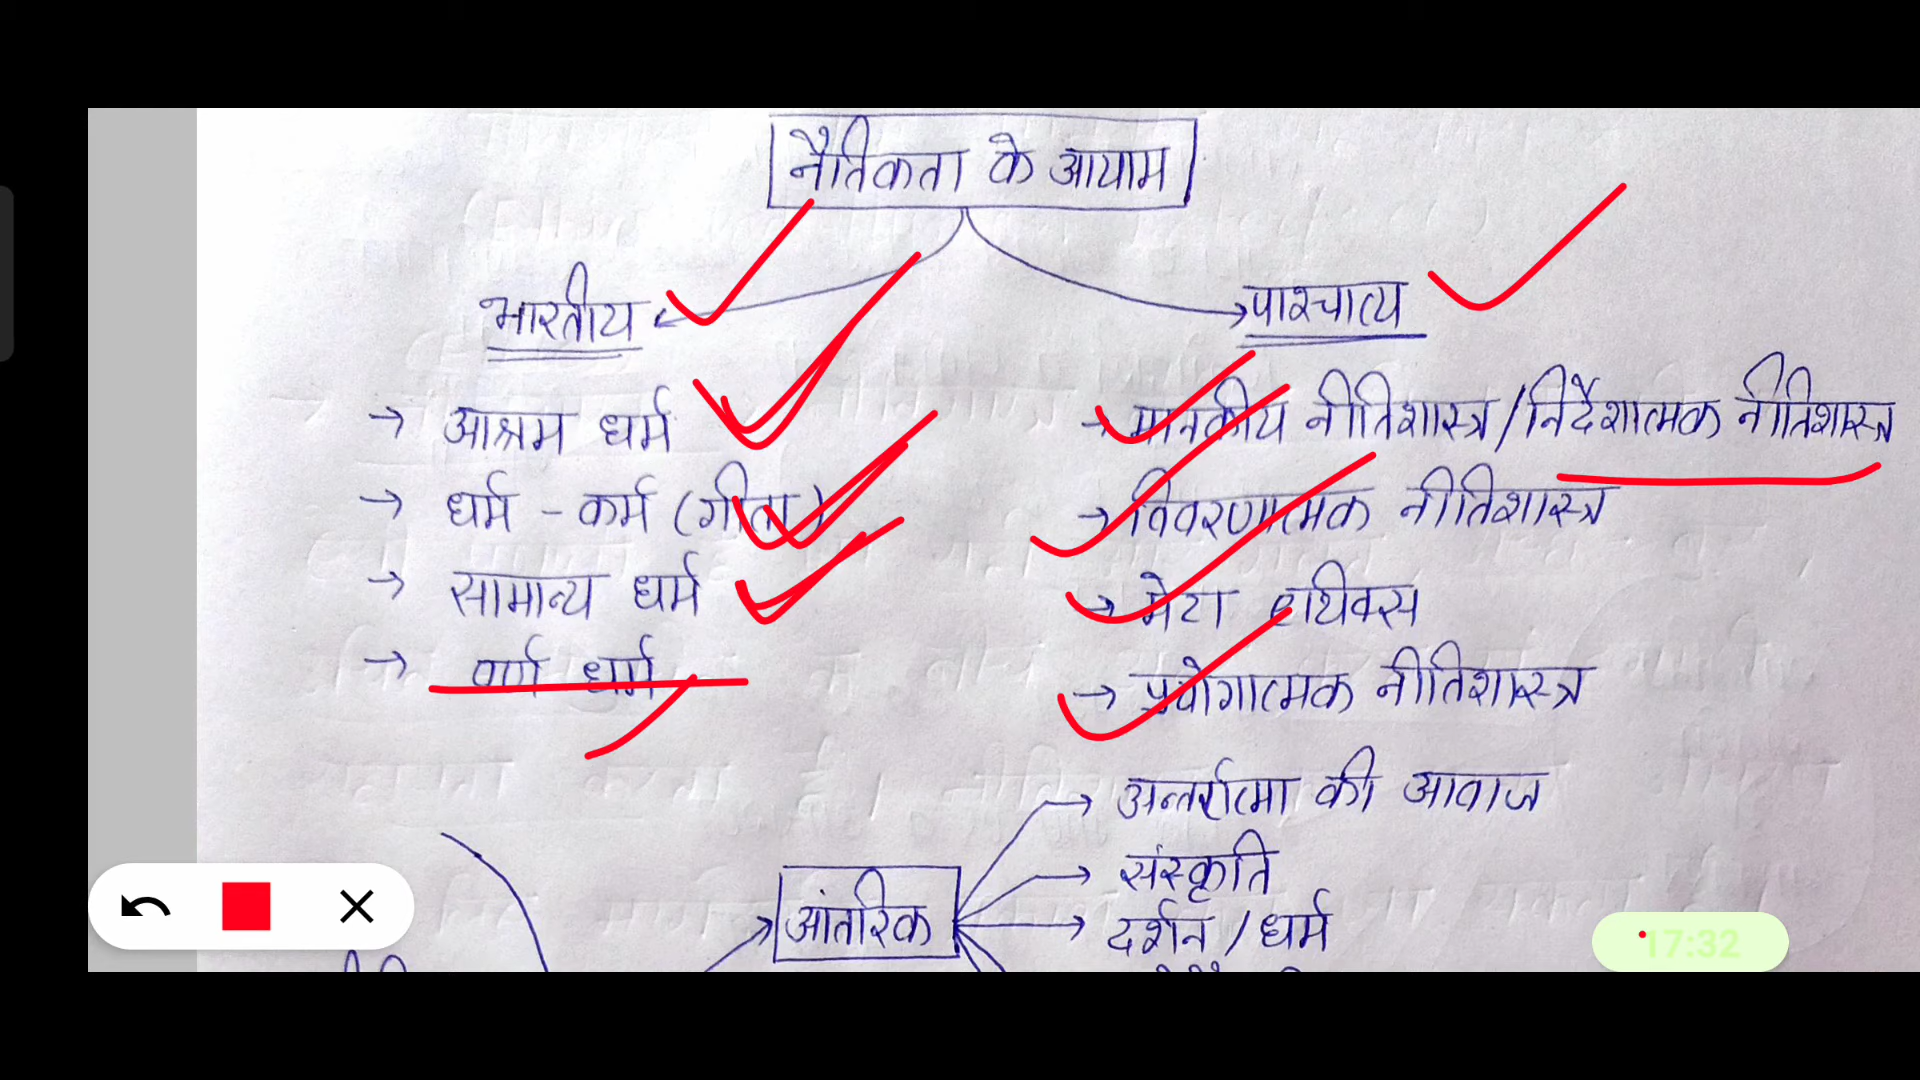 नैतिकता के आयाम
भारतीय
→ आश्रम धर्म
→ धर्म - कर्म (गीता)
→ सामान्य धर्म
→ वर्ण धर्म
पाश्चात्य
→ मानकीय नीतिशास्त्र/निर्देशात्मक नीतिशास्त्र
→ विवरणात्मक नीतिशास्त्र
→ मेटा एथिक्स
→ प्रयोगात्मक नीतिशास्त्र
आंतरिक
→ अन्तर्रात्मा की आवाज
→ संस्कृति
→ दर्शन / धर्म
17:32